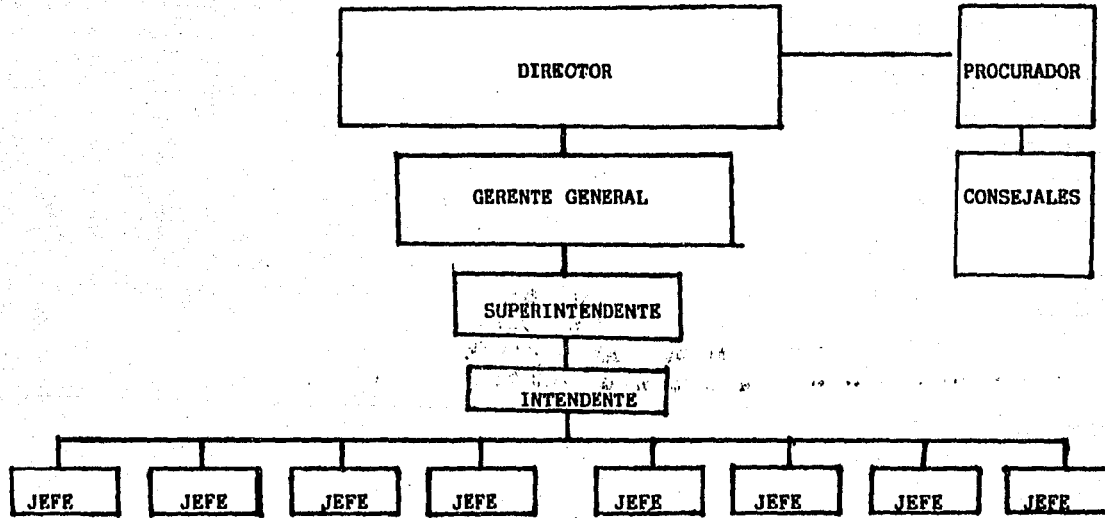 DIRECTOR
PROCURADOR
GERENTE GENERAL
CONSEJALES
SUPERINTENDENTE
INTENDENTE
JEFE JEFE JEFE JEFE JEFE JEFE JEFE JEFE